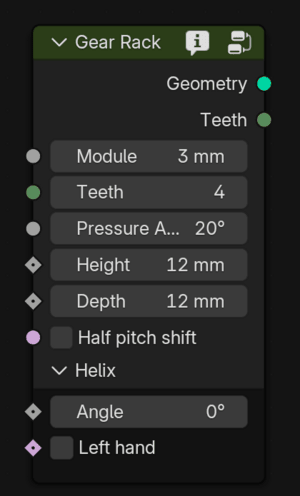 Gear Rack
Geometry
Teeth
Module 3 mm
Teeth 4
Pressure A... 20°
Height 12 mm
Depth 12 mm
Half pitch shift
Helix
Angle 0°
Left hand